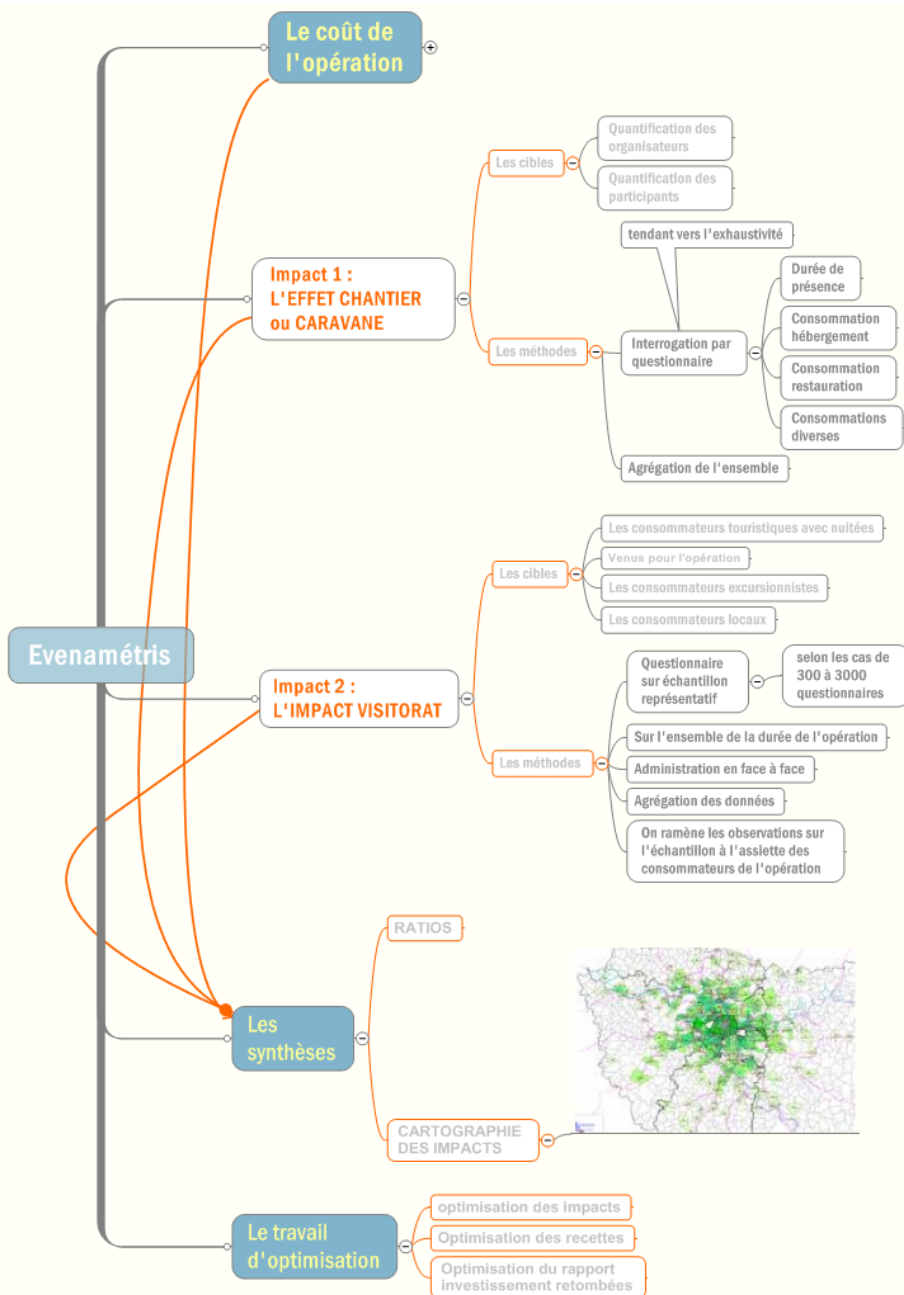 Le coût de
l'opération
Quantification des
organisateurs
Les cibles
Quantification des
participants
tendant vers l'exhaustivité
Impact 1 :
L'EFFET CHANTIER
ou CARAVANE
Durée de
présence
Consommation
hébergement
Les méthodes
Interrogation par
questionnaire
Consommation
restauration
Consommations
diverses
Agrégation de l'ensemble
Les consommateurs touristiques avec nuitées
Venus pour l'opération
Les cibles
Les consommateurs excursionnistes
Les consommateurs locaux
Evenamétris
Impact 2 :
L'IMPACT VISITORAT
Questionnaire
sur échantillon
représentatif
selon les cas de
300 à 3000
questionnaires
Sur l'ensemble de la durée de l'opération
Les méthodes
Administration en face à face
Agrégation des données
On ramène les observations sur
l'échantillon à l'assiette des
consommateurs de l'opération
RATIOS
Les
synthèses
CARTOGRAPHIE
DES IMPACTS
optimisation des impacts
Le travail
d'optimisation
Optimisation des recettes
Optimisation du rapport
investissement retombées